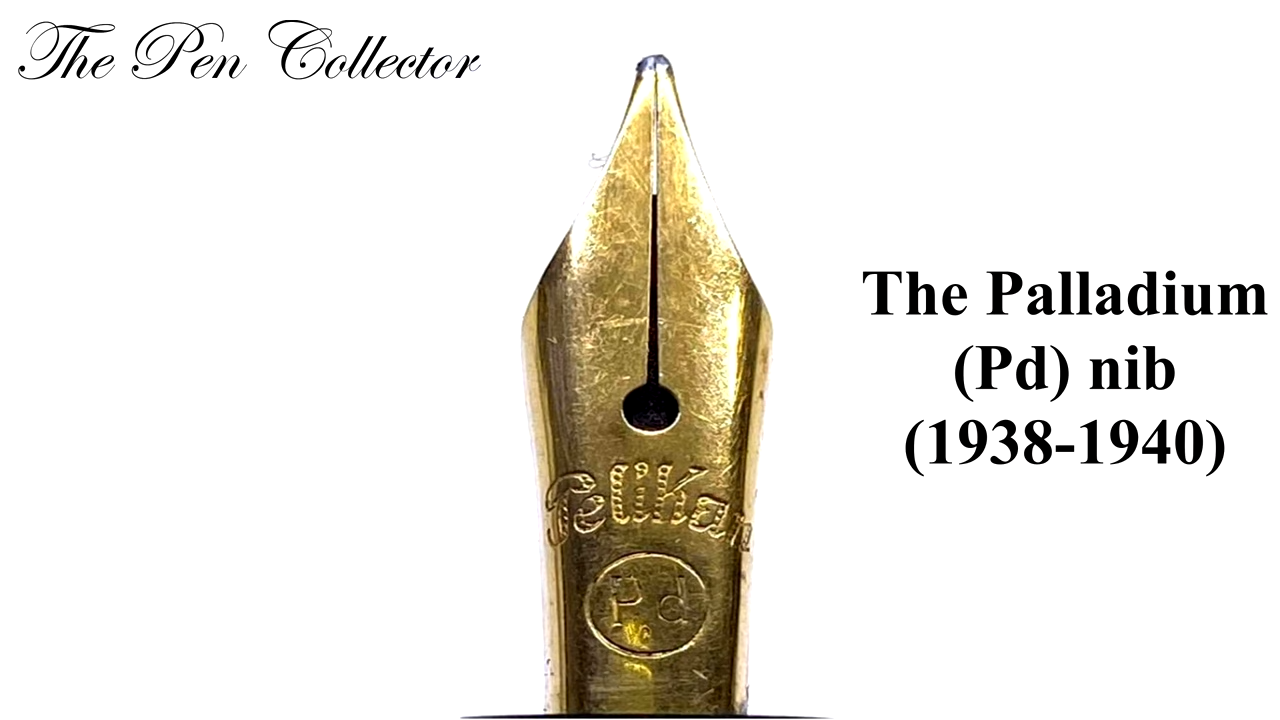 The Pen Collector
The Palladium
(Pd) nib
(1938-1940)
Pelikan
Pd